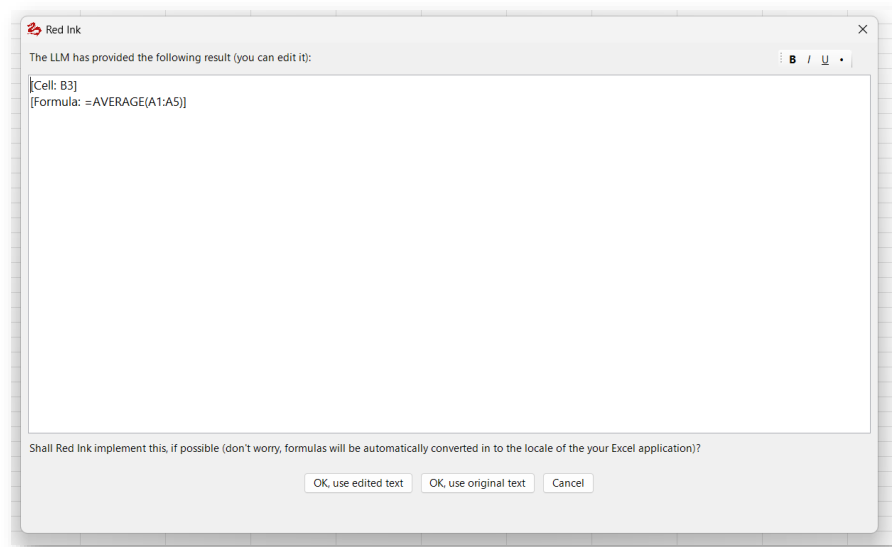 Red Ink
The LLM has provided the following result (you can edit it):
B I U •
[Cell: B3]
[Formula: =AVERAGE(A1:A5)]
Shall Red Ink implement this, if possible (don't worry, formulas will be automatically converted in to the locale of the your Excel application)?
OK, use edited text OK, use original text Cancel